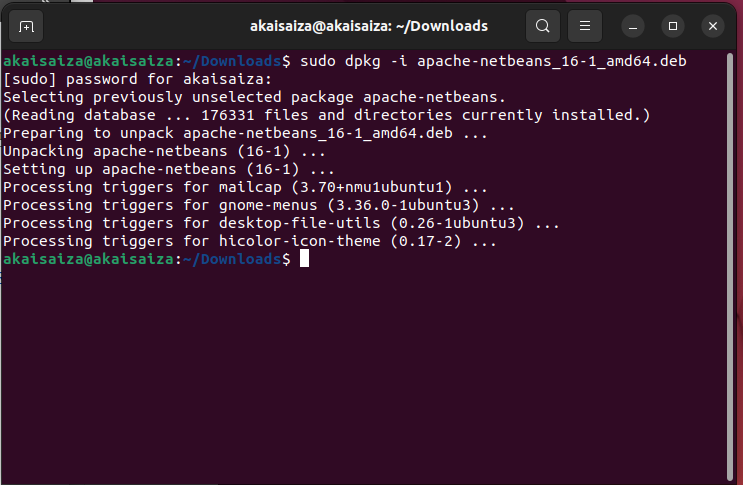 akaisaiza@akaisaiza: ~/Downloads
akaisaiza@akaisaiza:~/Downloads$ sudo dpkg -i apache-netbeans_16-1_amd64.deb
[sudo] password for akaisaiza:
Selecting previously unselected package apache-netbeans.
(Reading database ... 176331 files and directories currently installed.)
Preparing to unpack apache-netbeans_16-1_amd64.deb ...
Unpacking apache-netbeans (16-1) ...
Setting up apache-netbeans (16-1) ...
Processing triggers for mailcap (3.70+nmu1ubuntu1) ...
Processing triggers for gnome-menus (3.36.0-1ubuntu3) ...
Processing triggers for desktop-file-utils (0.26-1ubuntu3) ...
Processing triggers for hicolor-icon-theme (0.17-2) ...
akaisaiza@akaisaiza:~/Downloads$